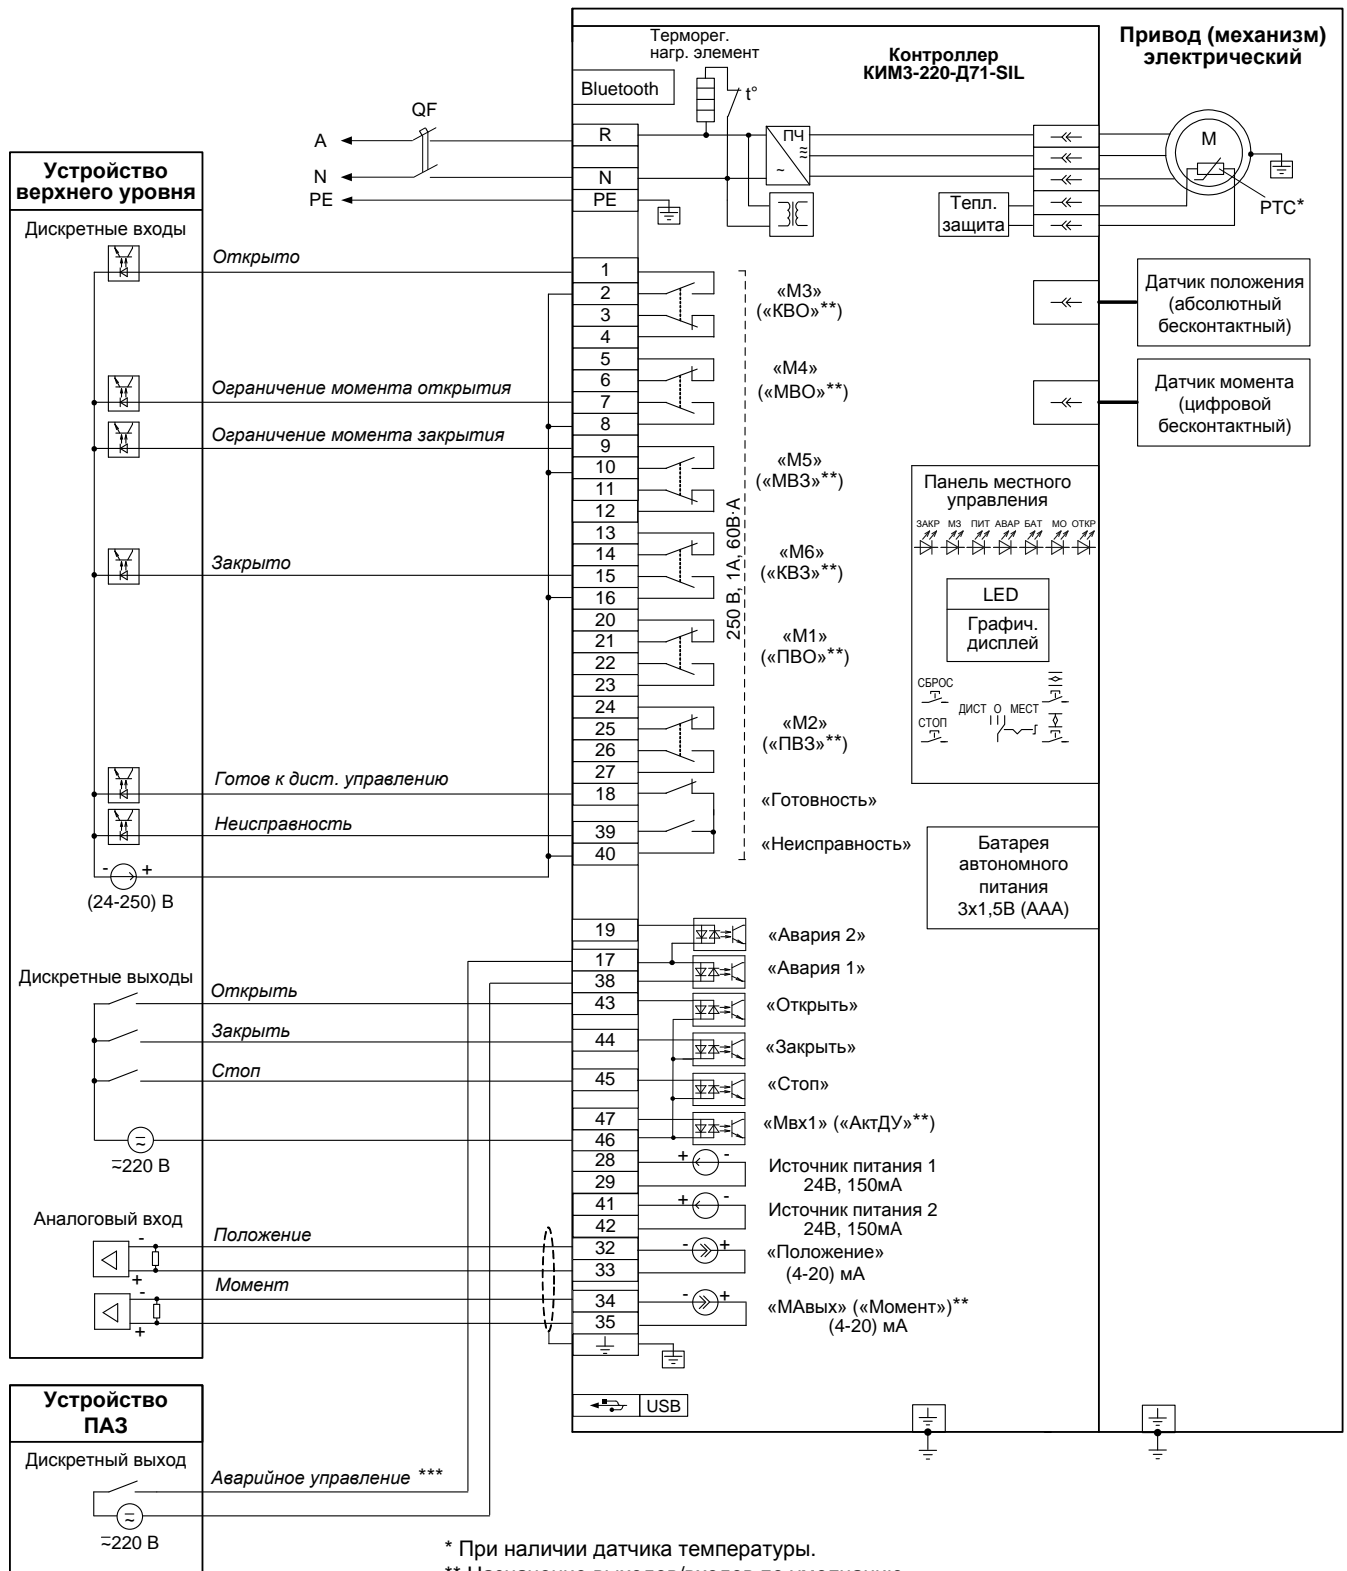 Привод (механизм)
электрический
Контроллер
КИМ3-220-Д71-SIL
Терморег.
нагр. элемент
Bluetooth
t°
QF
A
N
PE
R
N
PE
ПЧ
≈
~
M
Тепл.
защита
PTC*
Устройство
верхнего уровня
Дискретные входы
Открыто
Ограничение момента открытия
Ограничение момента закрытия
Закрыто
Готов к дист. управлению
Неисправность
- +
(24-250) В
1
2
3
4
5
6
7
8
9
10
11
12
13
14
15
16
20
21
22
23
24
25
26
27
18
39
40
«М3»
(«КВО»**)
«М4»
(«МВО»**)
«М5»
(«МВЗ»**)
«М6»
(«КВЗ»**)
«М1»
(«ПВО»**)
«М2»
(«ПВЗ»**)
«Готовность»
«Неисправность»
250 В, 1А, 60В·А
Датчик положения
(абсолютный
бесконтактный)
Датчик момента
(цифровой
бесконтактный)
Панель местного
управления
ЗАКР МЗ ПИТ АВАР БАТ МО ОТКР
LED
Графич.
дисплей
СБРОС
СТОП
ДИСТ О МЕСТ
Батарея
автономного
питания
3х1,5В (ААА)
Дискретные выходы
Открыть
Закрыть
Стоп
≂220 В
19
17
38
43
44
45
47
46
28
29
41
42
32
33
34
35
«Авария 2»
«Авария 1»
«Открыть»
«Закрыть»
«Стоп»
«Мвх1» («АктДУ»**)
+ -
Источник питания 1
24В, 150мА
+ -
Источник питания 2
24В, 150мА
- +
«Положение»
(4-20) мА
- +
«МАвых» («Момент»)**
(4-20) мА
Аналоговый вход
-
+
-
+
Положение
Момент
USB
Устройство
ПАЗ
Дискретный выход
Аварийное управление ***
≂220 В
* При наличии датчика температуры.